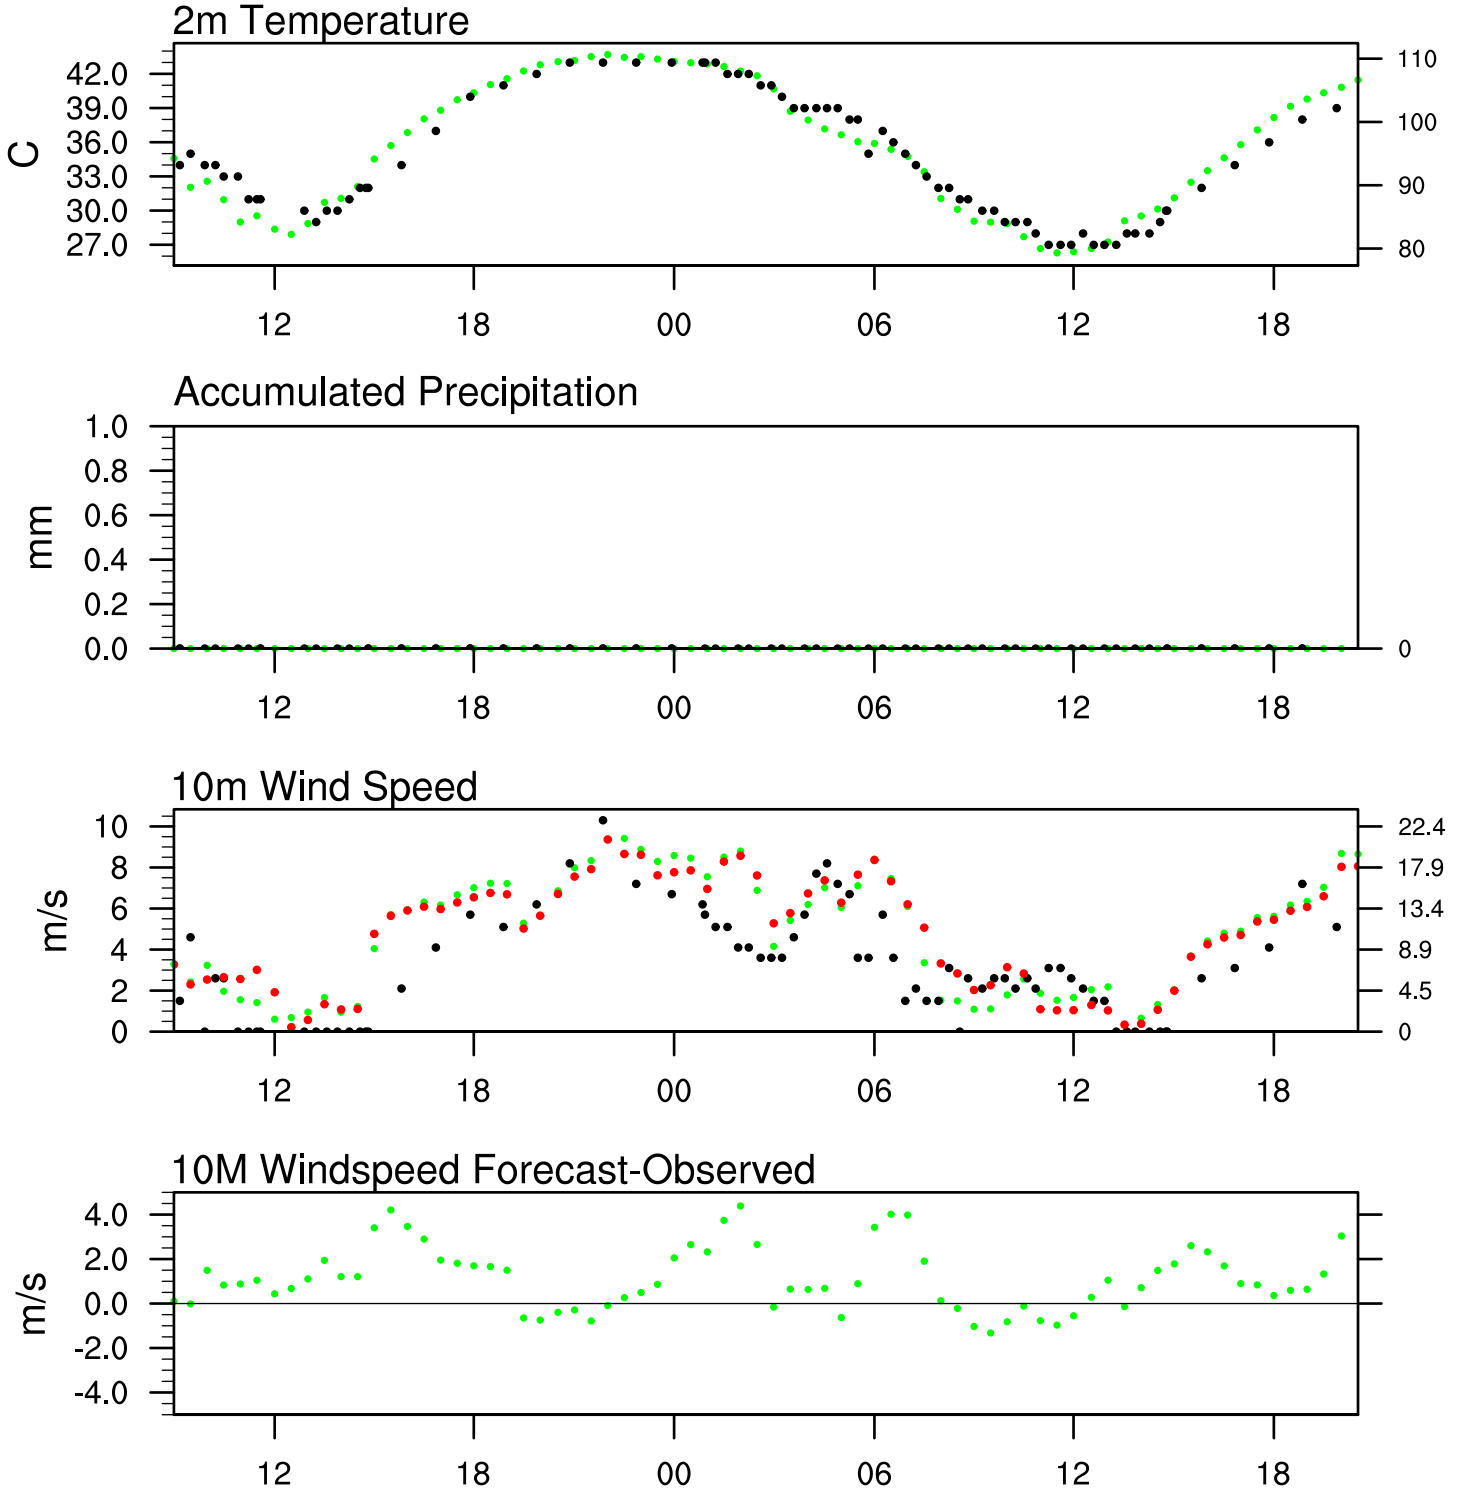 2m Temperature
42.0
39.0
36.0
33.0
30.0
27.0
C
110
100
90
80
12 18 00 06 12 18
Accumulated Precipitation
1.0
0.8
0.6
0.4
0.2
0.0
mm
0
12 18 00 06 12 18
10m Wind Speed
10
8
6
4
2
0
m/s
22.4
17.9
13.4
8.9
4.5
0
12 18 00 06 12 18
10M Windspeed Forecast-Observed
4.0
2.0
0.0
-2.0
-4.0
m/s
12 18 00 06 12 18